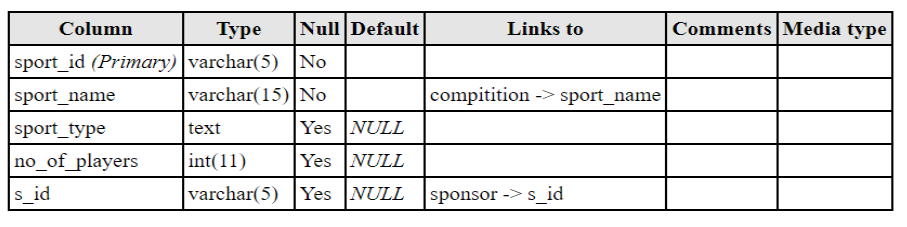 Column Type Null Default Links to Comments Media type
sport_id (Primary) varchar(5) No
sport_name varchar(15) No compitition -> sport_name
sport_type text Yes NULL
no_of_players int(11) Yes NULL
s_id varchar(5) Yes NULL sponsor -> s_id